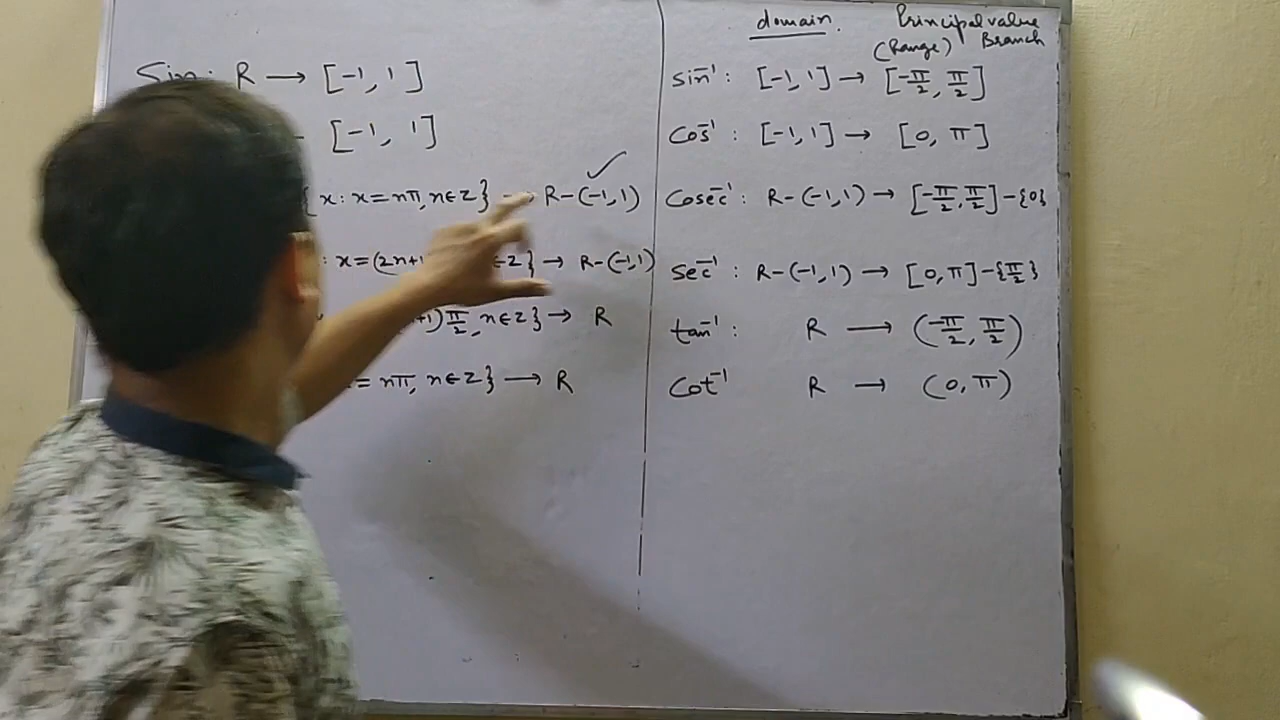 Sin: R → [-1, 1]
[-1, 1]
{x: x = nπ, n∈Z} → R-(-1,1)
: x = (2n+1 ∈Z} → R-(-1,1)
+1)π/2, n∈Z} → R
= nπ, n∈Z} → R
domain. Principal value
(Range) Branch
sin⁻¹: [-1, 1] → [-π/2, π/2]
Cos⁻¹: [-1, 1] → [0, π]
Cosec⁻¹: R-(-1,1) → [-π/2, π/2]-{0}
sec⁻¹: R-(-1,1) → [0, π]-{π/2}
tan⁻¹: R → (-π/2, π/2)
Cot⁻¹ R → (0, π)